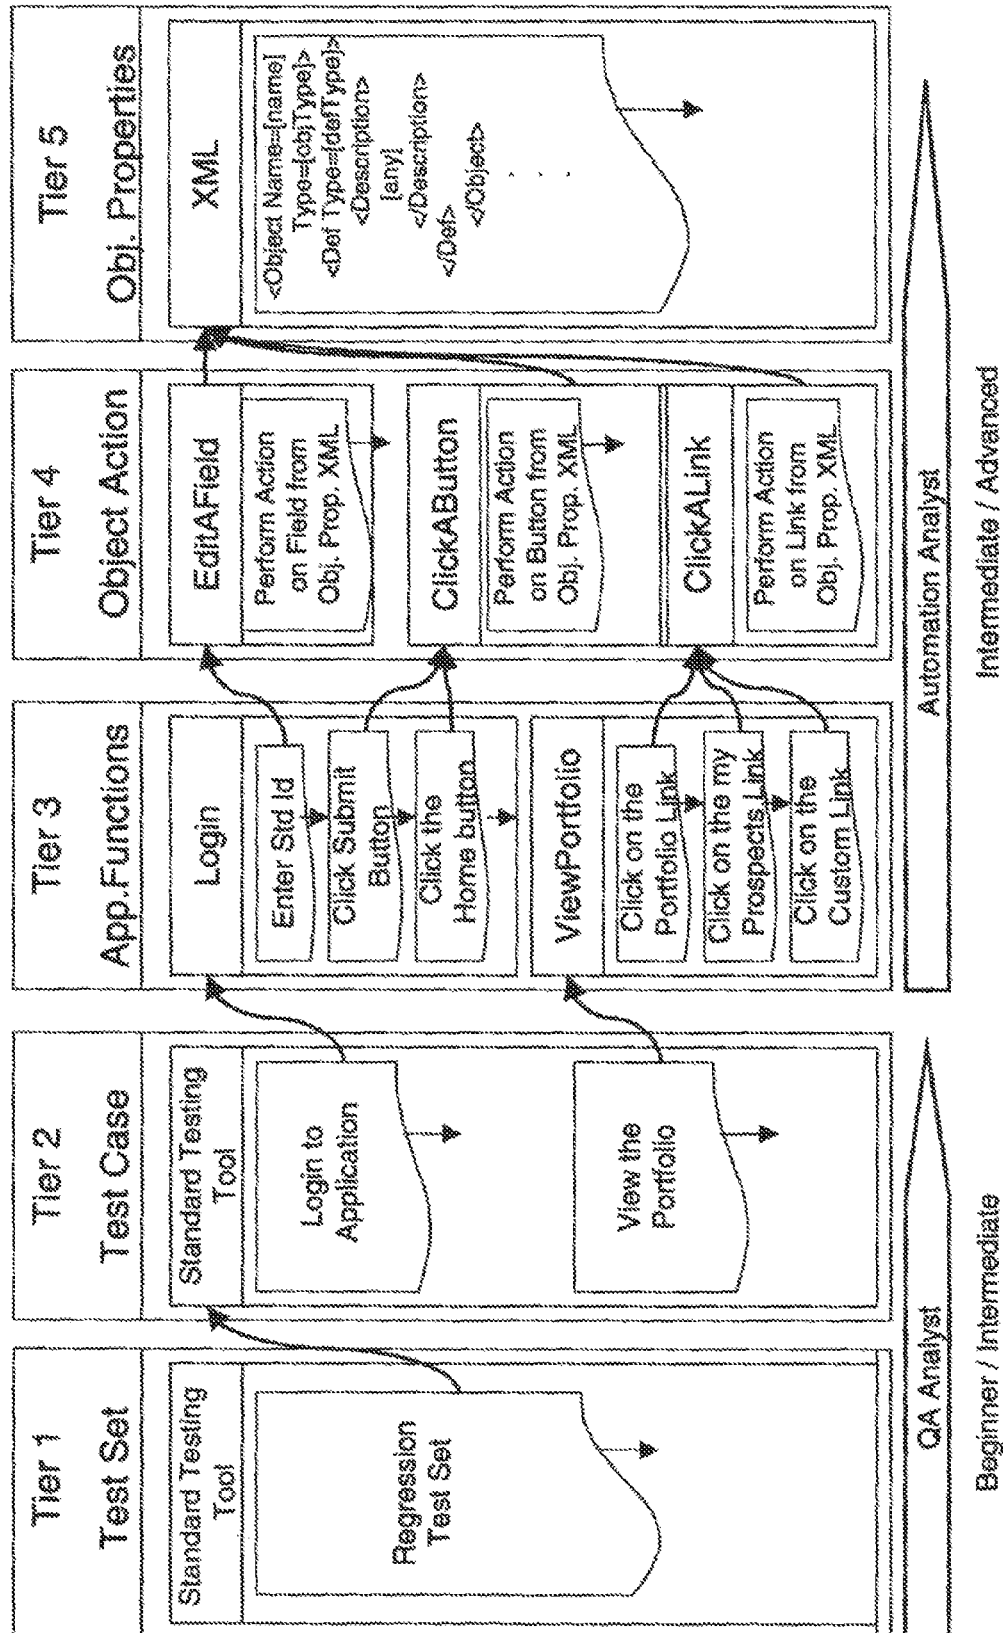 Tier 1
Test Set
Standard Testing
Tool
Regression
Test Set
Tier 2
Test Case
Standard Testing
Tool
Login to
Application
View the
Portfolio
Tier 3
App.Functions
Login
Enter Std Id
Click Submit
Button
Click the
Home button
ViewPortfolio
Click on the
Portfolio Link
Click on the my
Prospects Link
Click on the
Custom Link
Tier 4
Object Action
EditAField
Perform Action
on Field from
Obj. Prop. XML
ClickAButton
Perform Action
on Button from
Obj. Prop. XML
ClickALink
Perform Action
on Link from
Obj. Prop. XML
Tier 5
Obj. Properties
XML
<Object Name=[name]
Type=[objType]>
<Def Type=[defType]>
<Description>
[any]
</Description>
</Def>
</Object>
. . .
QA Analyst
Beginner / Intermediate
Automation Analyst
Intermediate / Advanced